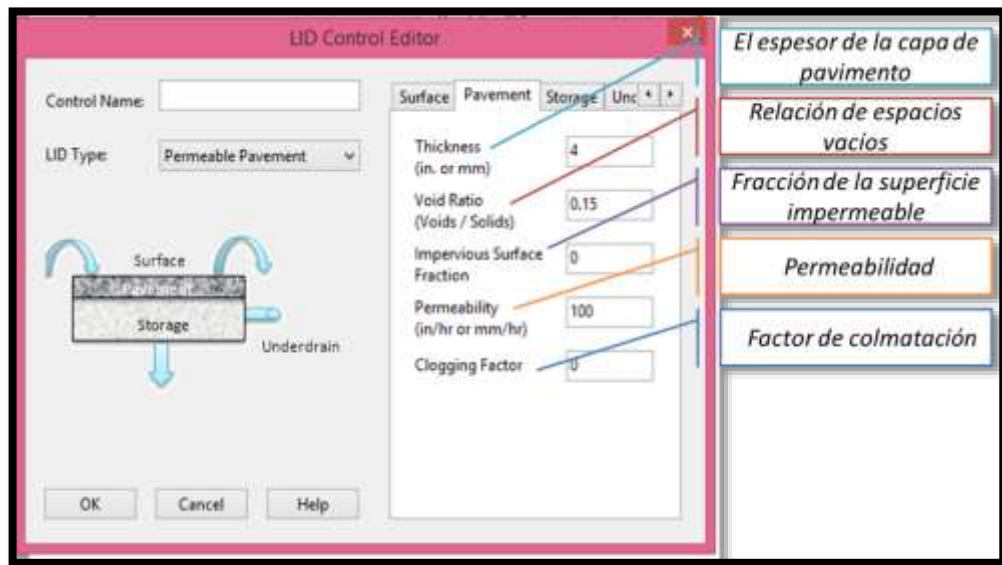 LID Control Editor
×
Control Name:
LID Type:
Permeable Pavement
Surface
Pavement
Storage
Underdrain
OK
Cancel
Help
Surface Pavement Storage Unc
Thickness
(in. or mm)
4
Void Ratio
(Voids / Solids)
0.15
Impervious Surface
Fraction
0
Permeability
(in/hr or mm/hr)
100
Clogging Factor
0
El espesor de la capa de
pavimento
Relación de espacios
vacios
Fracción de la superficie
impermeable
Permeabilidad
Factor de colmatación